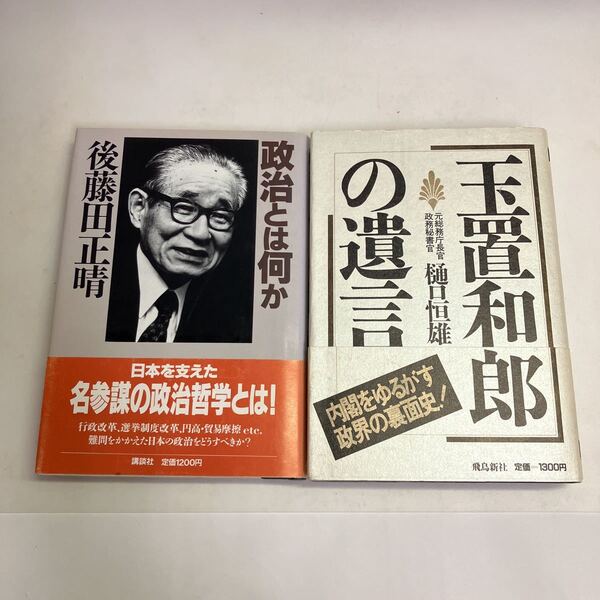 政治とは何か
後藤田正晴
日本を支えた
名参謀の政治哲学とは!
行政改革、選挙制度改革、円高・貿易摩擦etc.
難問をかかえた日本の政治をどうすべきか?
講談社 定価1200円
玉置和郎
の遺言
元総務庁長官
政務秘書官
樋口恒雄
内閣をゆるがす
政界の裏面史!
飛鳥新社 定価=1300円